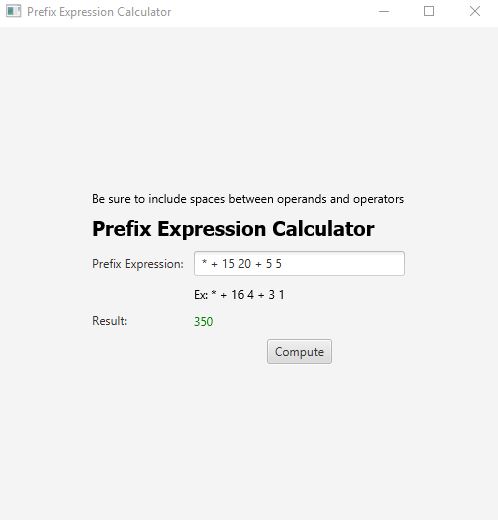 Prefix Expression Calculator
Be sure to include spaces between operands and operators
Prefix Expression Calculator
Prefix Expression: * + 15 20 + 5 5
Ex: * + 16 4 + 3 1
Result: 350
Compute